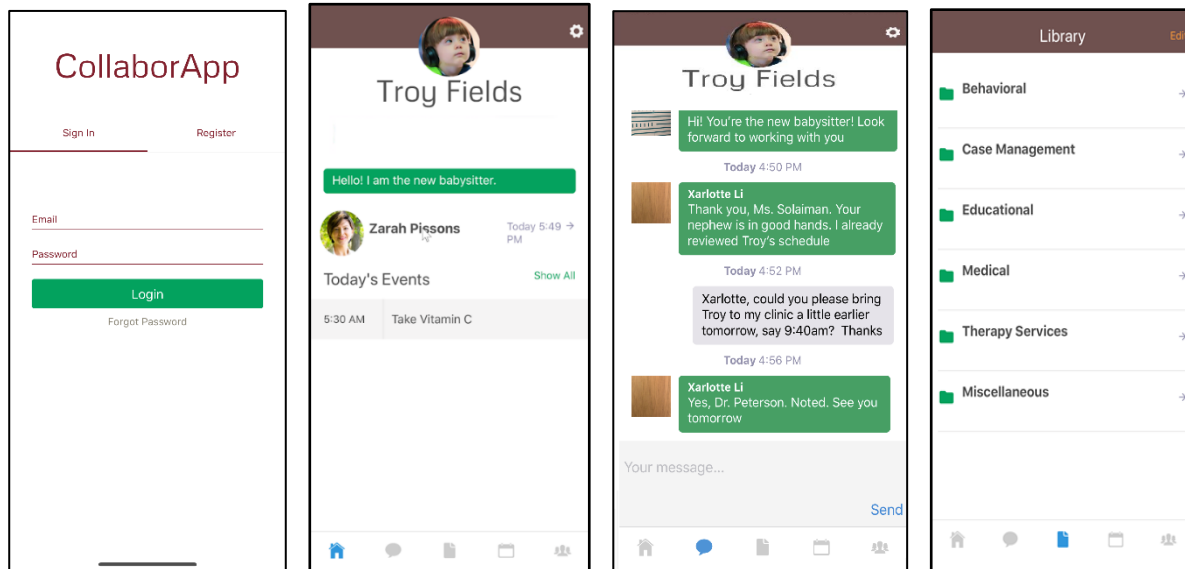 CollaborApp
Sign In
Register
Email
Password
Login
Forgot Password
Troy Fields
Hello! I am the new babysitter.
Zarah Pissons
Today 5:49
PM
Today's Events
Show All
5:30 AM
Take Vitamin C
Troy Fields
Hi! You're the new babysitter! Look
forward to working with you
Today 4:50 PM
Xarlotte Li
Thank you, Ms. Solaiman. Your
nephew is in good hands. I already
reviewed Troy's schedule
Today 4:52 PM
Xarlotte, could you please bring
Troy to my clinic a little earlier
tomorrow, say 9:40am? Thanks
Today 4:56 PM
Xarlotte Li
Yes, Dr. Peterson. Noted. See you
tomorrow
Your message...
Send
Library
Edit
Behavioral
Case Management
Educational
Medical
Therapy Services
Miscellaneous